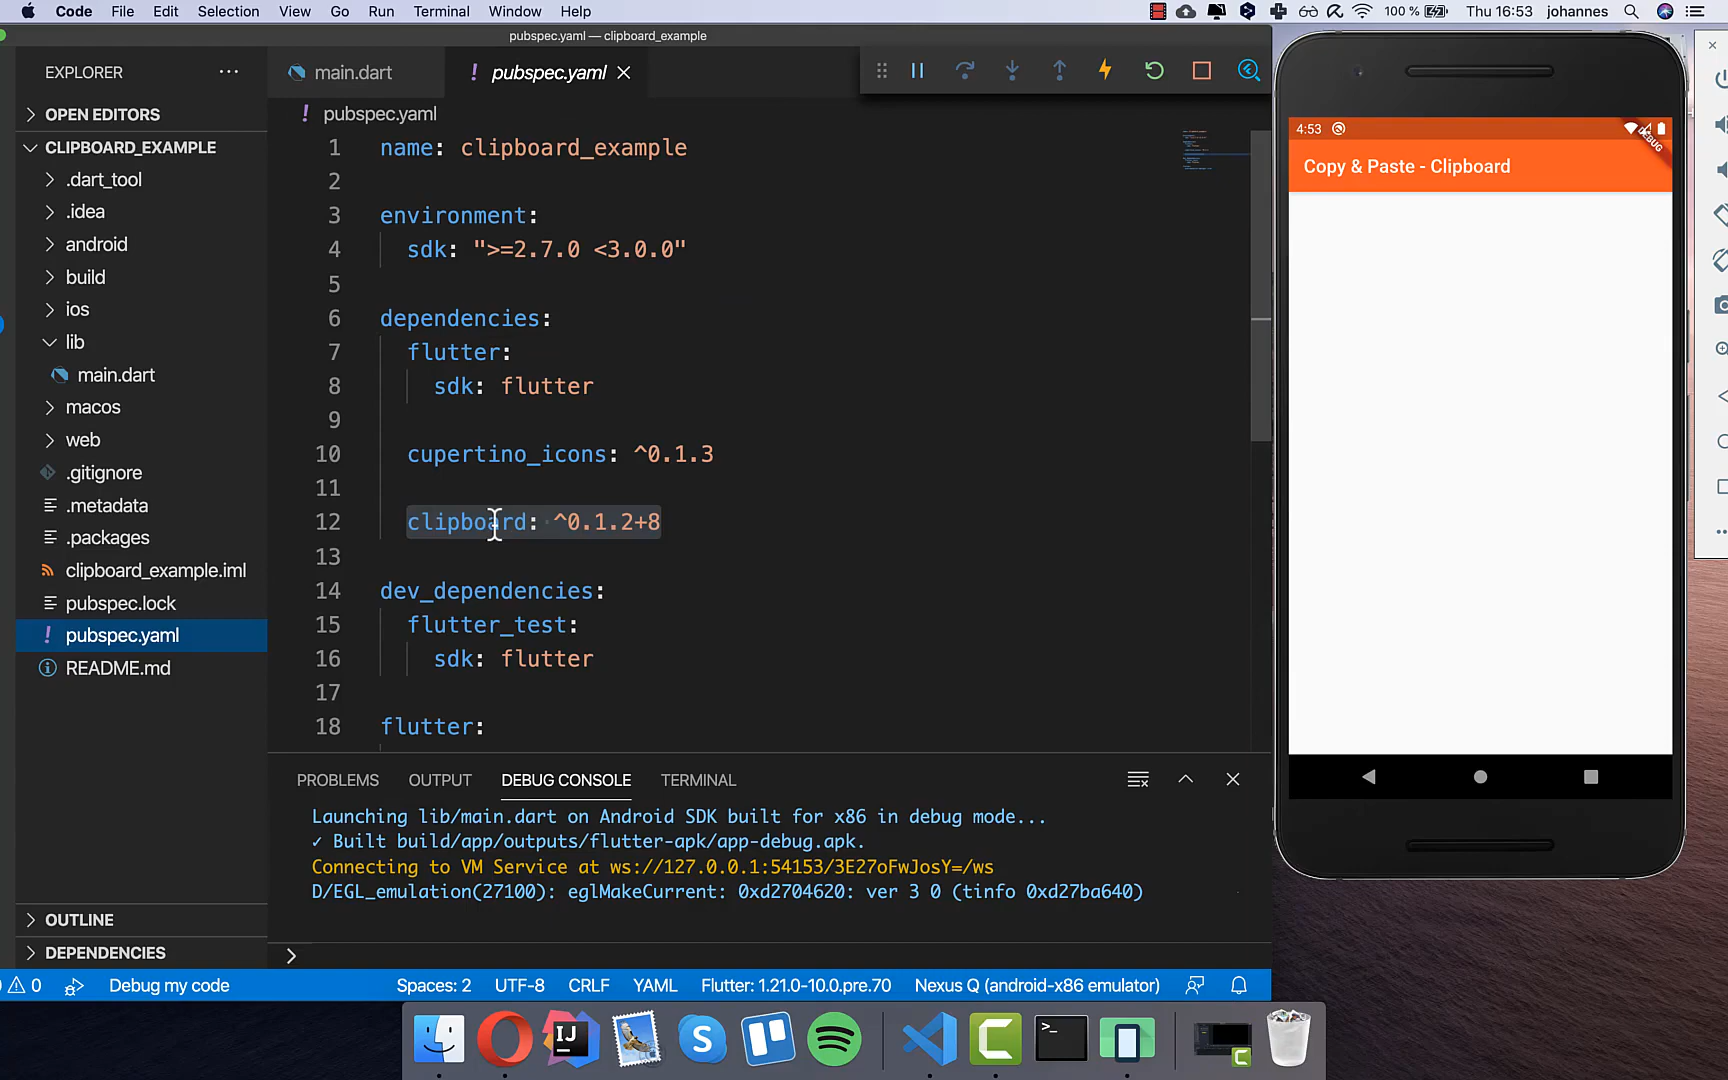 Code File Edit Selection View Go Run Terminal Window Help 100 % Thu 16:53 johannes
pubspec.yaml — clipboard_example
EXPLORER
OPEN EDITORS
CLIPBOARD_EXAMPLE
.dart_tool
.idea
android
build
ios
lib
main.dart
macos
web
.gitignore
.metadata
.packages
clipboard_example.iml
pubspec.lock
pubspec.yaml
README.md
OUTLINE
DEPENDENCIES
main.dart ! pubspec.yaml
! pubspec.yaml
1 name: clipboard_example
2
3 environment:
4 sdk: ">=2.7.0 <3.0.0"
5
6 dependencies:
7 flutter:
8 sdk: flutter
9
10 cupertino_icons: ^0.1.3
11
12 clipboard: ^0.1.2+8
13
14 dev_dependencies:
15 flutter_test:
16 sdk: flutter
17
18 flutter:
PROBLEMS OUTPUT DEBUG CONSOLE TERMINAL
Launching lib/main.dart on Android SDK built for x86 in debug mode...
✓ Built build/app/outputs/flutter-apk/app-debug.apk.
Connecting to VM Service at ws://127.0.0.1:54153/3E27oFwJosY=/ws
D/EGL_emulation(27100): eglMakeCurrent: 0xd2704620: ver 3 0 (tinfo 0xd27ba640)
0 Debug my code Spaces: 2 UTF-8 CRLF YAML Flutter: 1.21.0-10.0.pre.70 Nexus Q (android-x86 emulator)
4:53
DEBUG
Copy & Paste - Clipboard